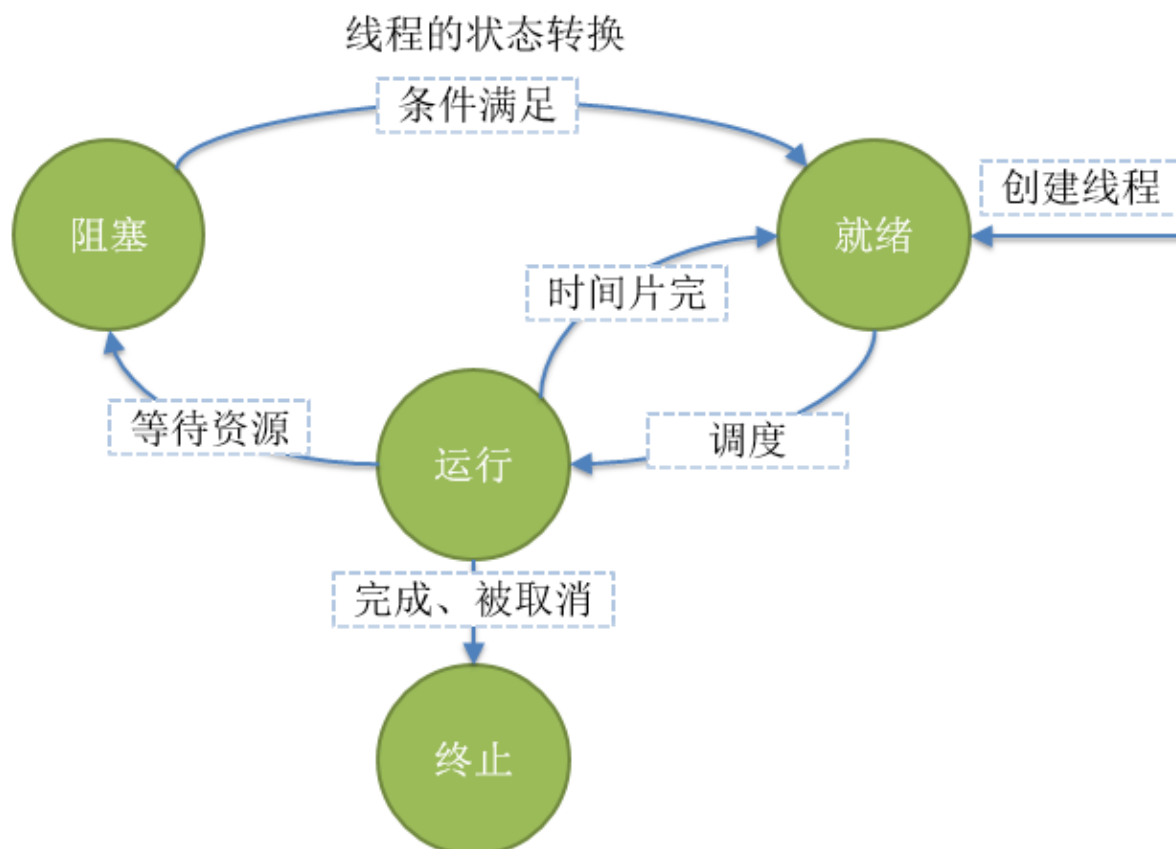 线程的状态转换
条件满足
创建线程
阻塞
就绪
时间片完
等待资源
调度
运行
完成、被取消
终止